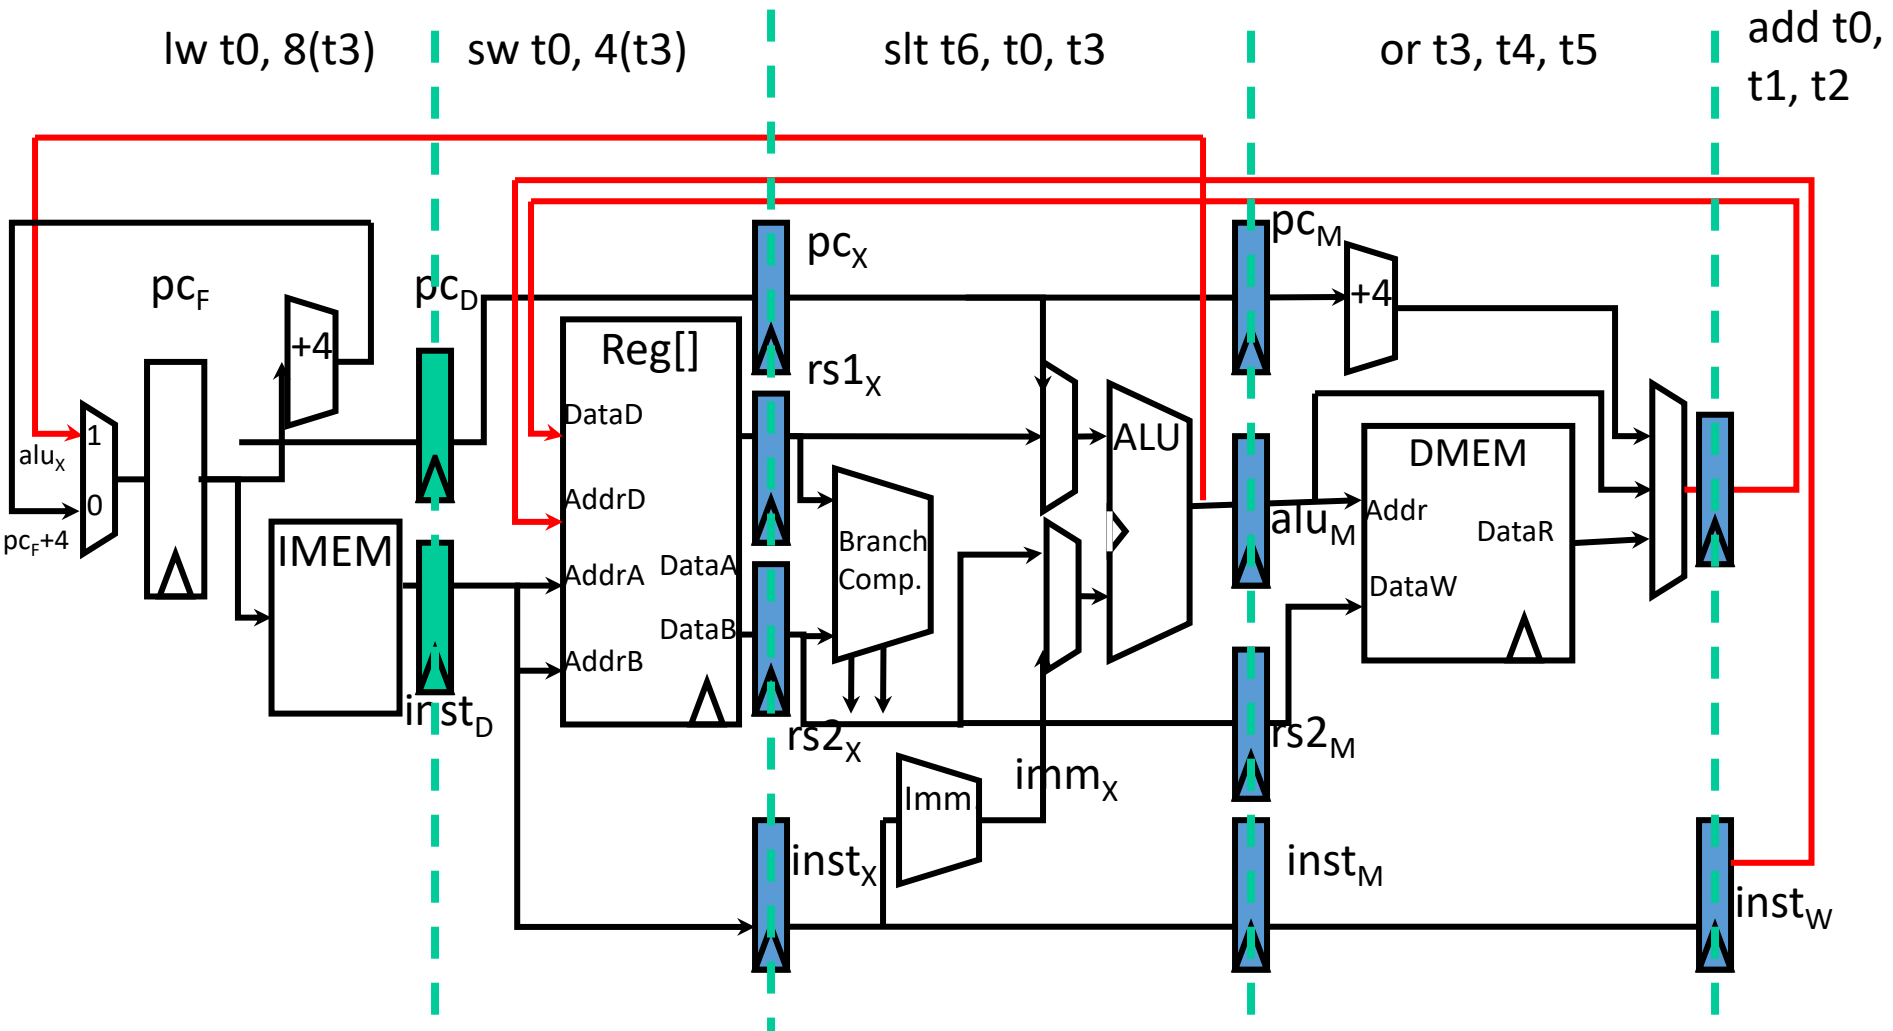 lw t0, 8(t3)
sw t0, 4(t3)
slt t6, t0, t3
or t3, t4, t5
add t0,
t1, t2
pcF
pcD
pcX
pcM
+4
+4
Reg[]
rs1X
DataD
1
aluX
ALU
DMEM
AddrD
0
pcF+4
aluM
Addr
DataR
IMEM
Branch
Comp.
AddrA
DataA
DataW
DataB
AddrB
instD
rs2X
rs2M
immX
Imm.
instX
instM
instW